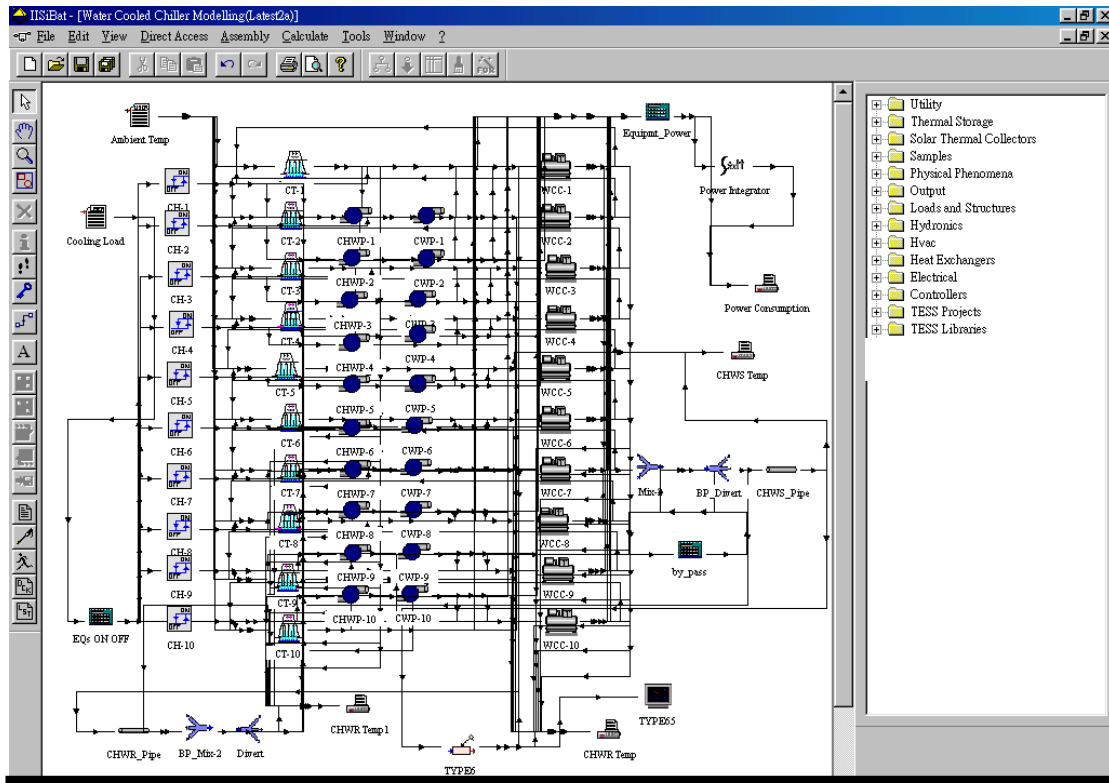 IISiBat - [Water Cooled Chiller Modelling(Latest2a)]
File Edit View Direct Access Assembly Calculate Tools Window ?
FOR
Ambient Temp
Equipmt_Power
CT-1
WCC-1
Power Integrator
ON
OFF
CH-1
Cooling Load
CH-2
CT-2
CHWP-1
CWP-1
WCC-2
CH-3
CT-3
CHWP-2
CWP-2
WCC-3
Power Consumption
CH-4
CT-4
CHWP-3
CWP-3
WCC-4
CHWP-4
CWP-4
CHWS Temp
CH-5
CT-5
CHWP-5
CWP-5
WCC-5
CH-6
CT-6
CHWP-6
CWP-6
WCC-6
CH-7
CT-7
CHWP-7
CWP-7
WCC-7
BP_Divert
CHWS_Pipe
CH-8
CT-8
CHWP-8
CWP-8
WCC-8
by_pass
CH-9
CT-9
CHWP-9
CWP-9
WCC-9
EQs ON OFF
CH-10
CT-10
CHWP-10
CWP-10
WCC-10
CHWR_Pipe
BP_Mix-2
Divert
CHWR Temp1
TYPE6
CHWR Temp
TYPE65
A
Utility
Thermal Storage
Solar Thermal Collectors
Samples
Physical Phenomena
Output
Loads and Structures
Hydronics
Hvac
Heat Exchangers
Electrical
Controllers
TESS Projects
TESS Libraries